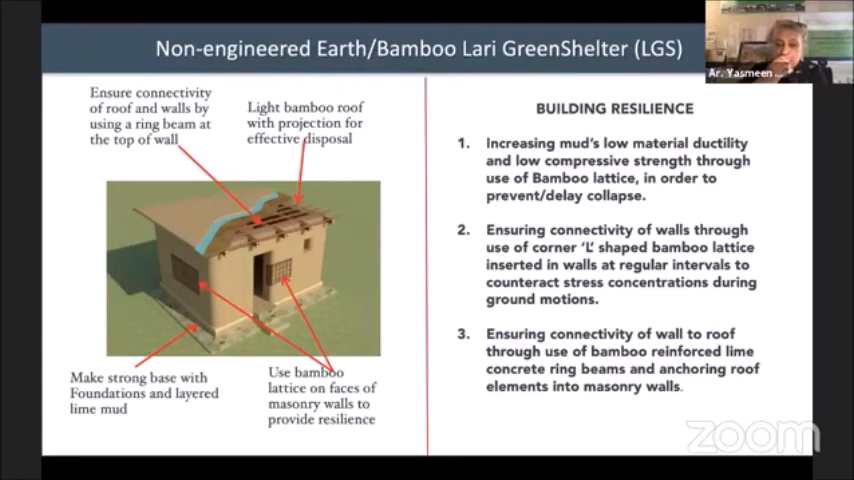 Non-engineered Earth/Bamboo Lari GreenShelter (LGS)
Ar. Yasmeen ...
Ensure connectivity
of roof and walls by
using a ring beam at
the top of wall
Light bamboo roof
with projection for
effective disposal
Make strong base with
Foundations and layered
lime mud
Use bamboo
lattice on faces of
masonry walls to
provide resilience
BUILDING RESILIENCE
1. Increasing mud's low material ductility
and low compressive strength through
use of Bamboo lattice, in order to
prevent/delay collapse.
2. Ensuring connectivity of walls through
use of corner 'L' shaped bamboo lattice
inserted in walls at regular intervals to
counteract stress concentrations during
ground motions.
3. Ensuring connectivity of wall to roof
through use of bamboo reinforced lime
concrete ring beams and anchoring roof
elements into masonry walls.
zoom